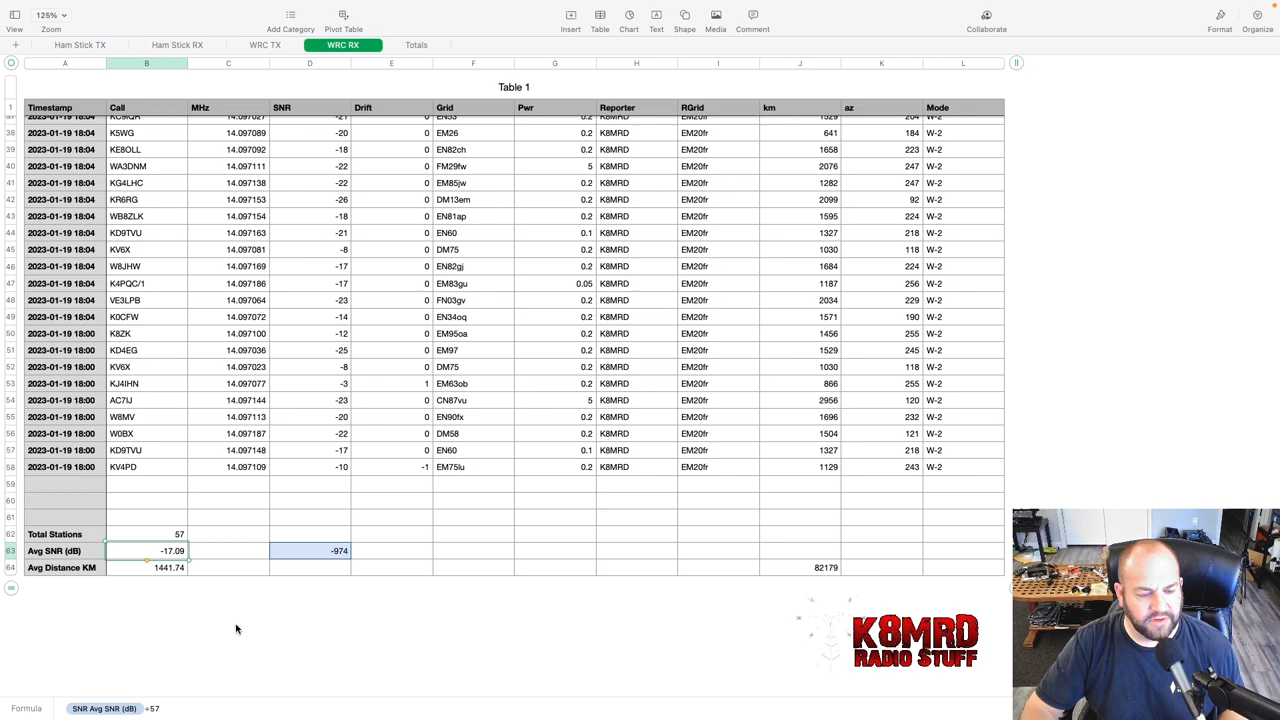 125%
View Zoom Add Category Pivot Table Insert Table Chart Text Shape Media Comment Collaborate Format Organize
Ham Stick TX Ham Stick RX WRC TX WRC RX Totals
A B C D E F G H I J K L
Table 1
1 Timestamp Call MHz SNR Drift Grid Pwr Reporter RGrid km az Mode
38 2023-01-19 18:04 K5WG 14.097089 -20 0 EM26 0.2 K8MRD EM20fr 641 184 W-2
39 2023-01-19 18:04 KE8OLL 14.097092 -18 0 EN82ch 0.2 K8MRD EM20fr 1658 223 W-2
40 2023-01-19 18:04 WA3DNM 14.097111 -22 0 FM29fw 5 K8MRD EM20fr 2076 247 W-2
41 2023-01-19 18:04 KG4LHC 14.097138 -22 0 EM85jw 0.2 K8MRD EM20fr 1282 247 W-2
42 2023-01-19 18:04 KR6RG 14.097153 -26 0 DM13em 0.2 K8MRD EM20fr 2099 92 W-2
43 2023-01-19 18:04 WB8ZLK 14.097154 -18 0 EN81ap 0.2 K8MRD EM20fr 1595 224 W-2
44 2023-01-19 18:04 KD9TVU 14.097163 -21 0 EN60 0.1 K8MRD EM20fr 1327 218 W-2
45 2023-01-19 18:04 KV6X 14.097081 -8 0 DM75 0.2 K8MRD EM20fr 1030 118 W-2
46 2023-01-19 18:04 W8JHW 14.097169 -17 0 EN82gj 0.2 K8MRD EM20fr 1684 224 W-2
47 2023-01-19 18:04 K4PQC/1 14.097186 -17 0 EM83gu 0.05 K8MRD EM20fr 1187 256 W-2
48 2023-01-19 18:04 VE3LPB 14.097064 -23 0 FN03gv 0.2 K8MRD EM20fr 2034 229 W-2
49 2023-01-19 18:04 K0CFW 14.097072 -14 0 EN34oq 0.2 K8MRD EM20fr 1571 190 W-2
50 2023-01-19 18:00 K8ZK 14.097100 -12 0 EM95oa 0.2 K8MRD EM20fr 1456 255 W-2
51 2023-01-19 18:00 KD4EG 14.097036 -25 0 EM97 0.2 K8MRD EM20fr 1529 245 W-2
52 2023-01-19 18:00 KV6X 14.097023 -8 0 DM75 0.2 K8MRD EM20fr 1030 118 W-2
53 2023-01-19 18:00 KJ4IHN 14.097077 -3 1 EM63ob 0.2 K8MRD EM20fr 866 255 W-2
54 2023-01-19 18:00 AC7IJ 14.097144 -23 0 CN87vu 5 K8MRD EM20fr 2956 120 W-2
55 2023-01-19 18:00 W8MV 14.097113 -20 0 EN90fx 0.2 K8MRD EM20fr 1696 232 W-2
56 2023-01-19 18:00 W0BX 14.097187 -22 0 DM58 0.2 K8MRD EM20fr 1504 121 W-2
57 2023-01-19 18:00 KD9TVU 14.097148 -17 0 EN60 0.1 K8MRD EM20fr 1327 218 W-2
58 2023-01-19 18:00 KV4PD 14.097109 -10 -1 EM75lu 0.2 K8MRD EM20fr 1129 243 W-2
59
60
61
62 Total Stations 57
63 Avg SNR (dB) -17.09 -974
64 Avg Distance KM 1441.74 82179
K8MRD
RADIO STUFF
Formula SNR Avg SNR (dB) ÷57